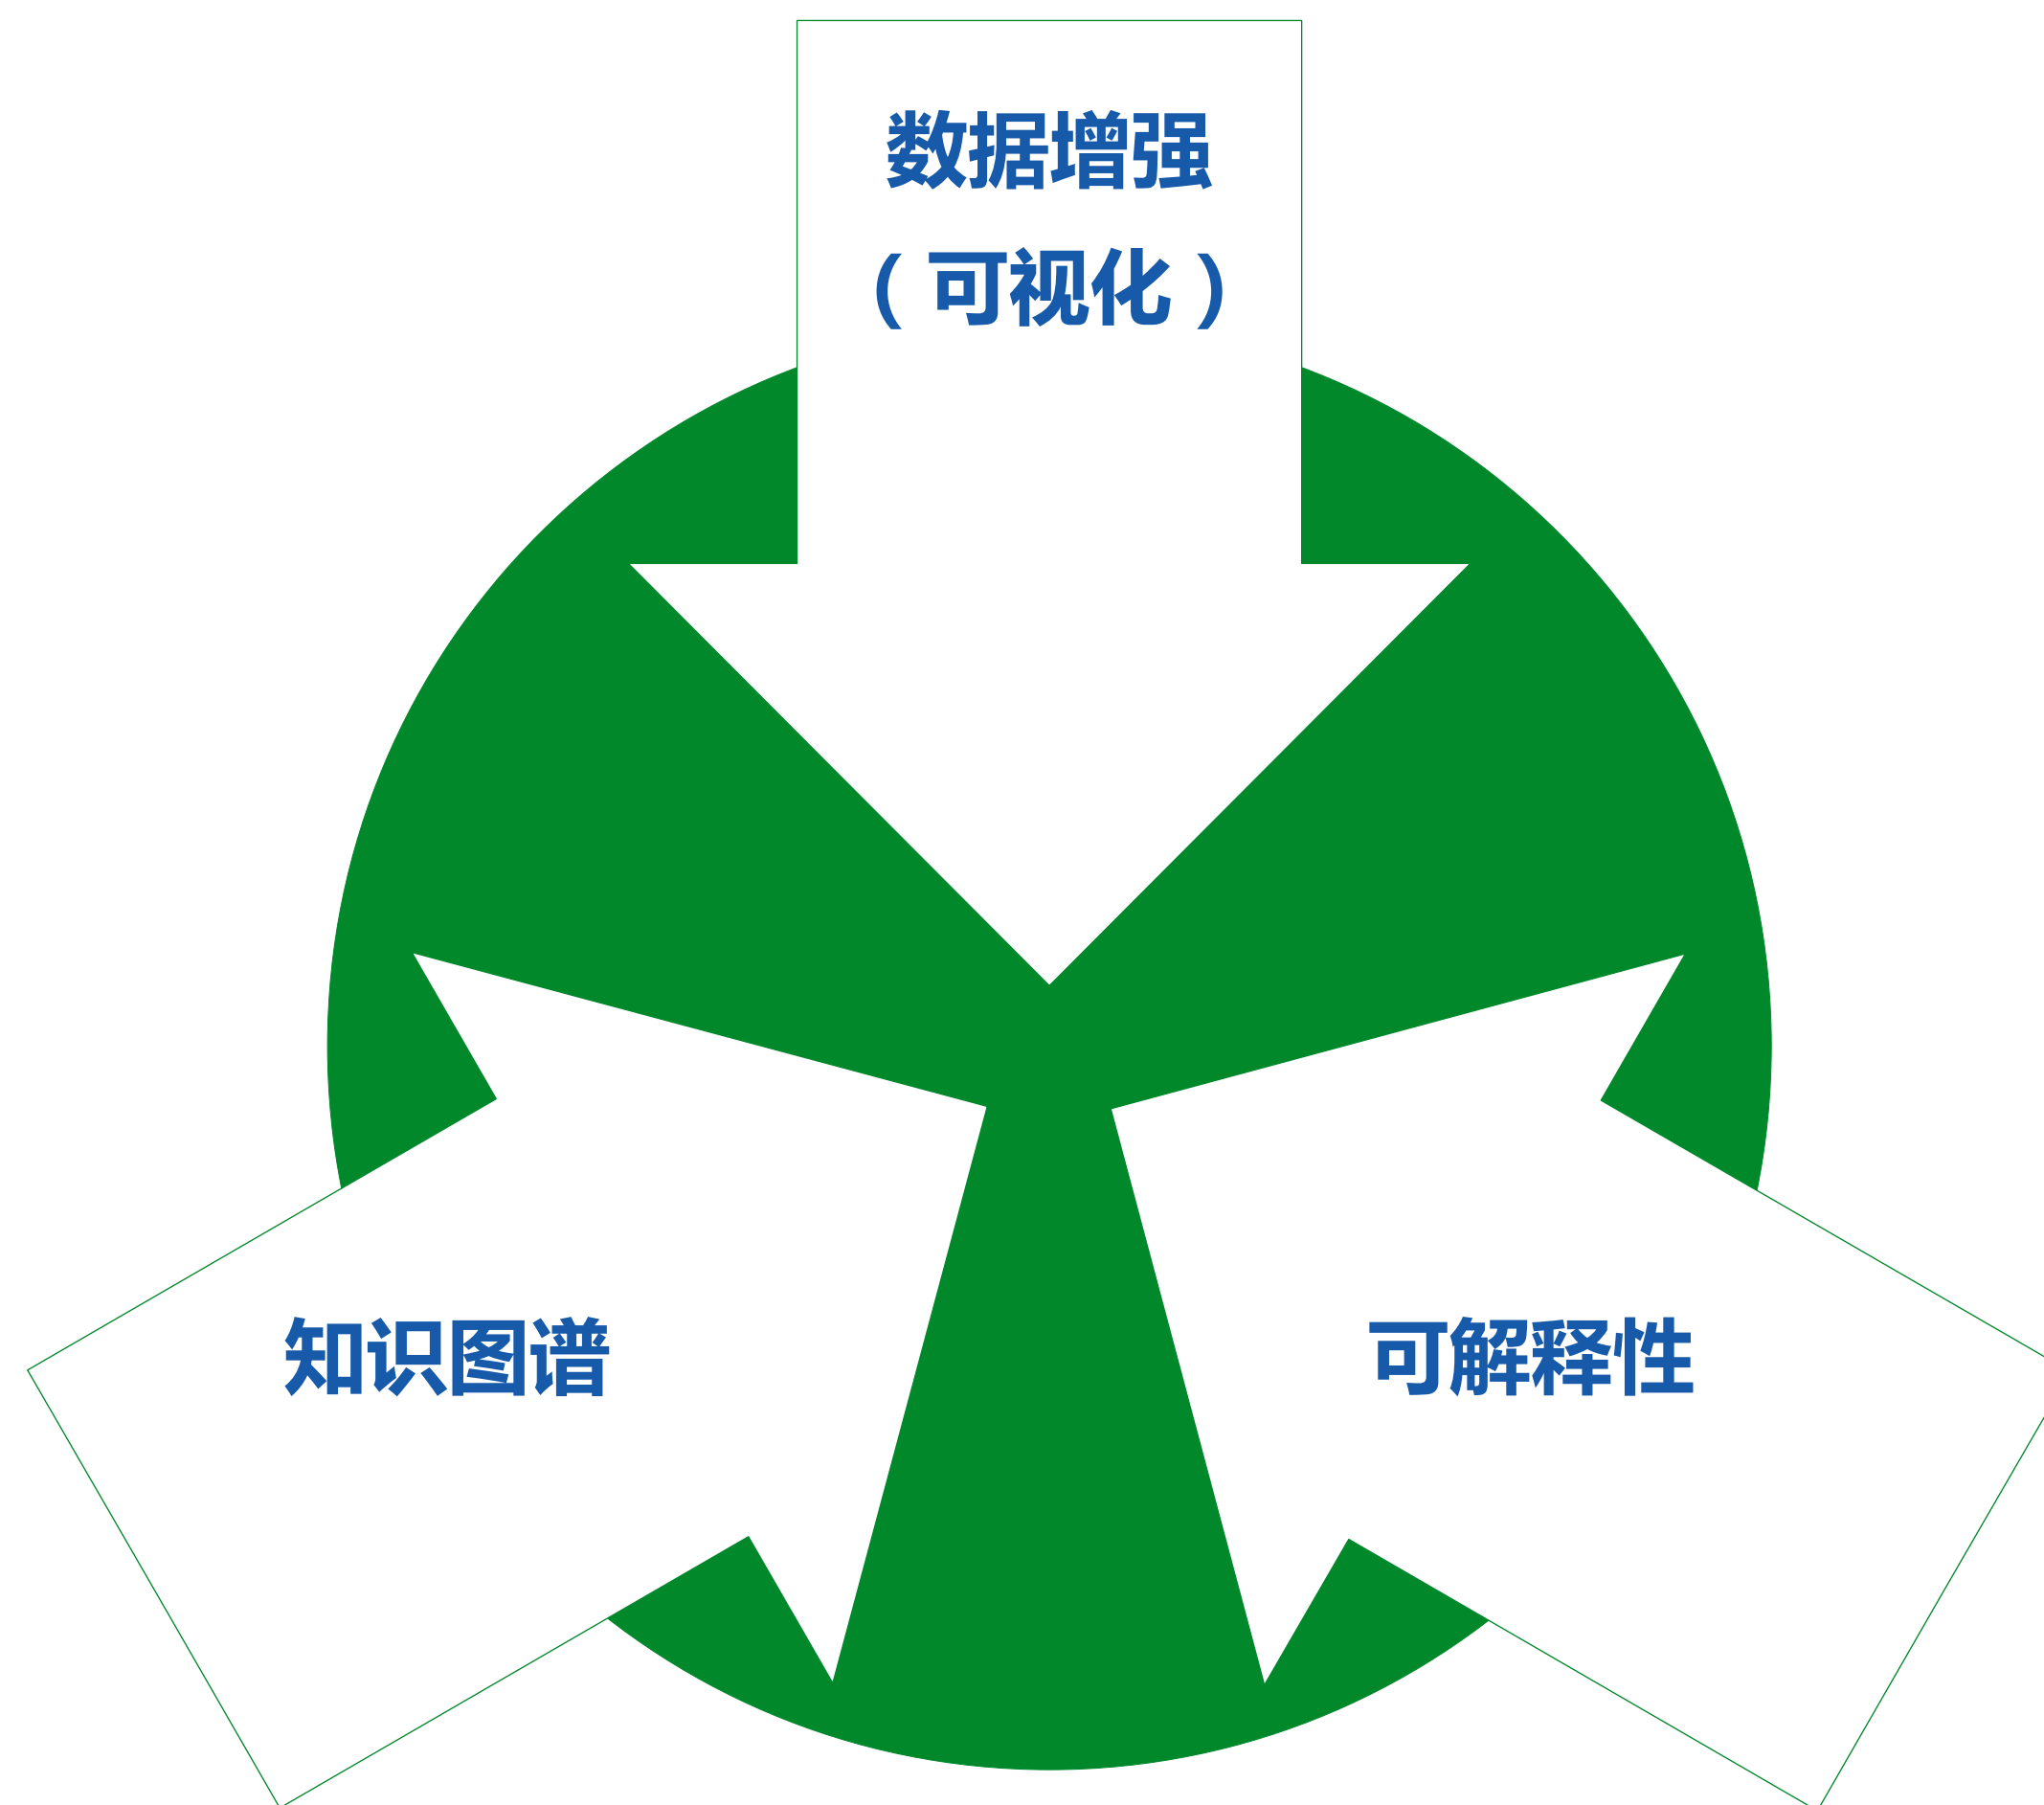 数据增强
（可视化）
知识图谱
可解释性